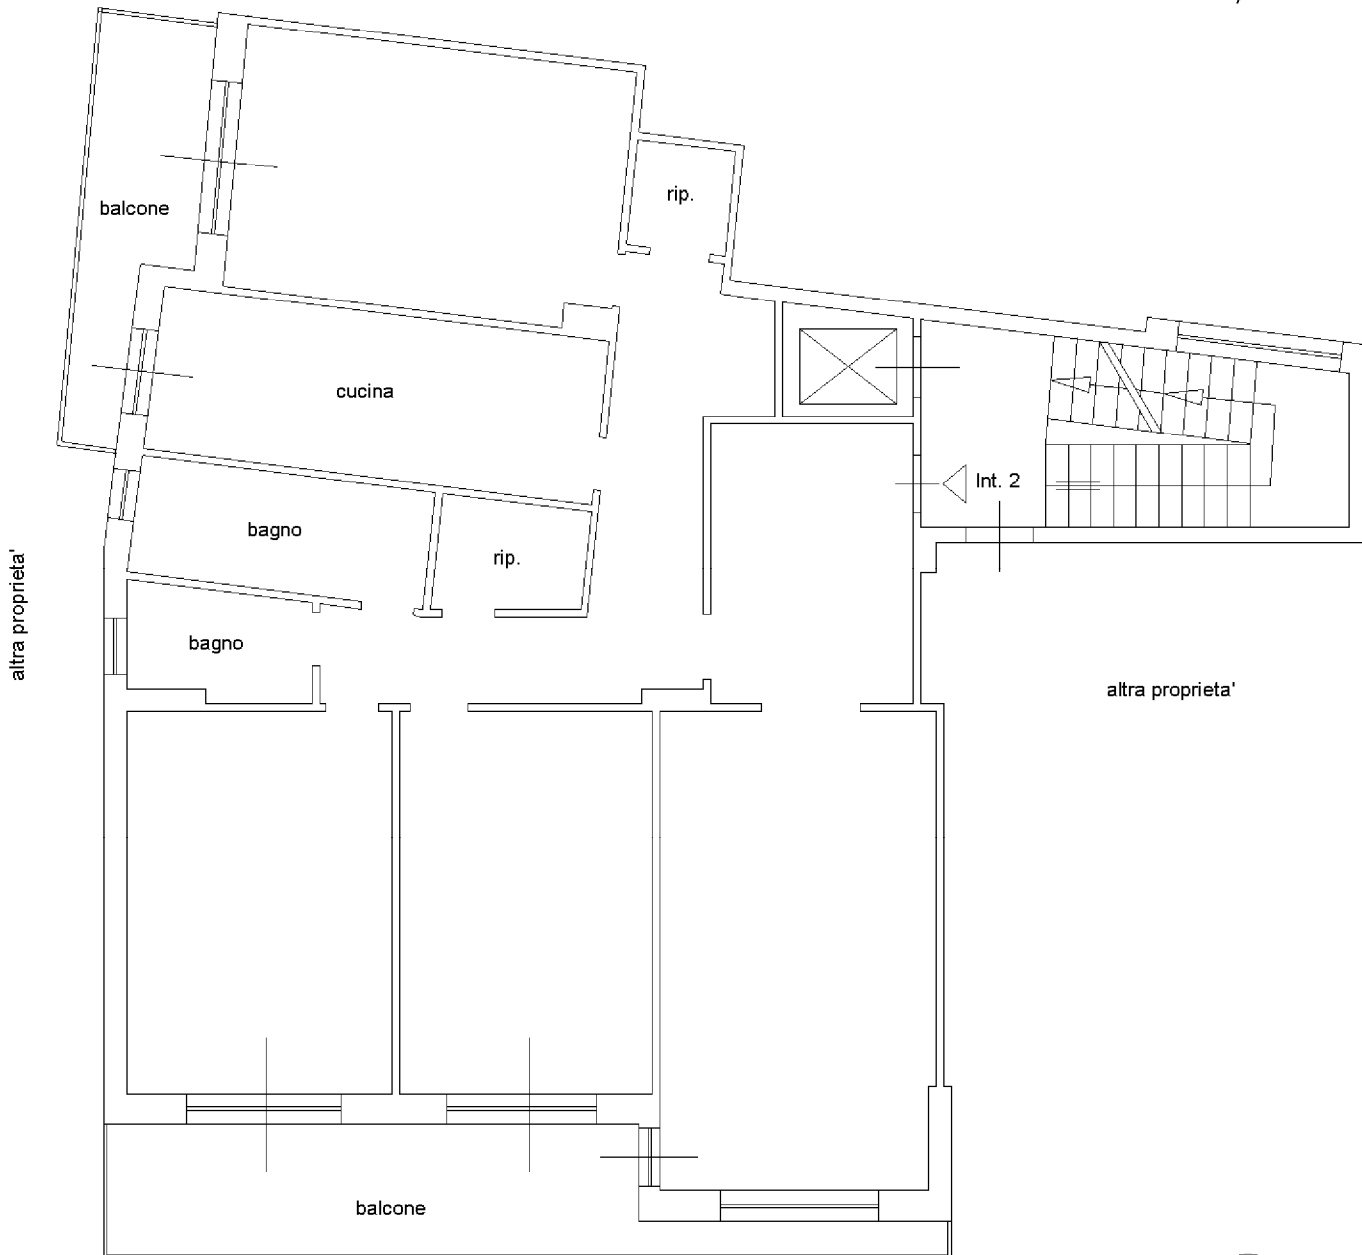 rip.
balcone
cucina
Int. 2
bagno
rip.
altra proprieta'
bagno
altra proprieta'
balcone